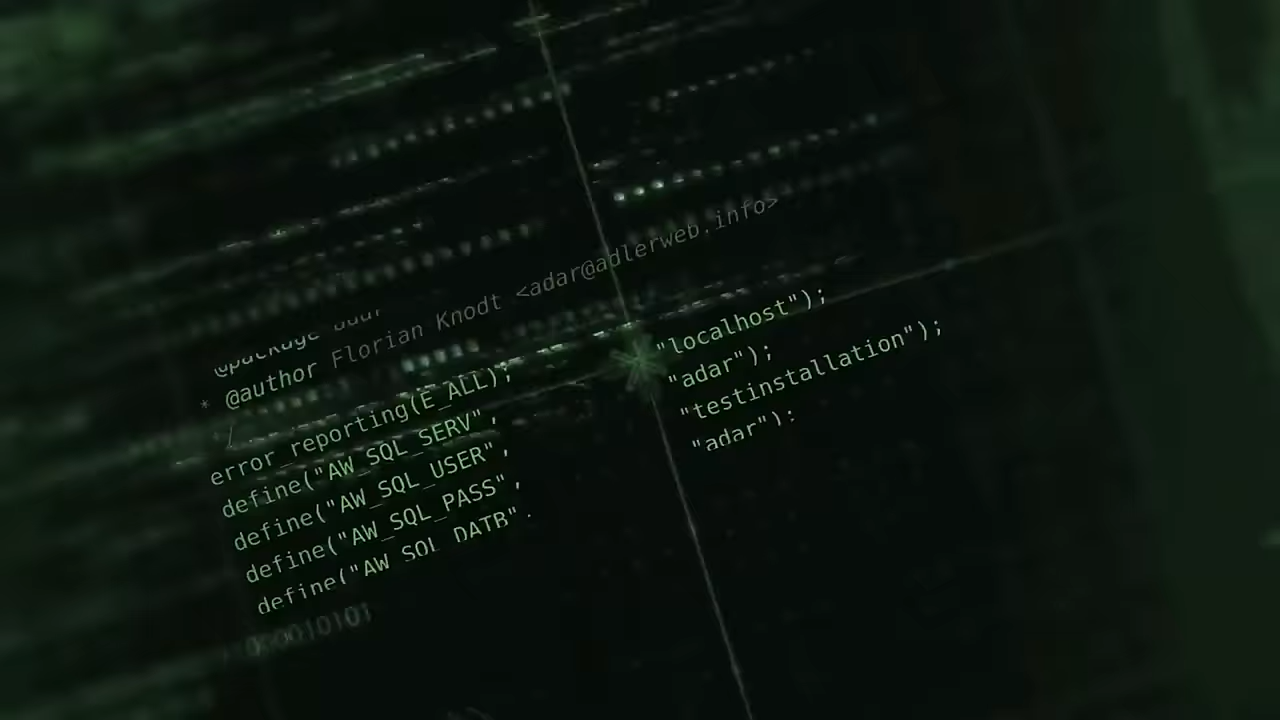 @package adar
* @author Florian Knodt <adar@adlerweb.info>
*/
error_reporting(E_ALL);
define("AW_SQL_SERV", "localhost");
define("AW_SQL_USER", "adar");
define("AW_SQL_PASS", "testinstallation");
define("AW_SQL_DATB", "adar");